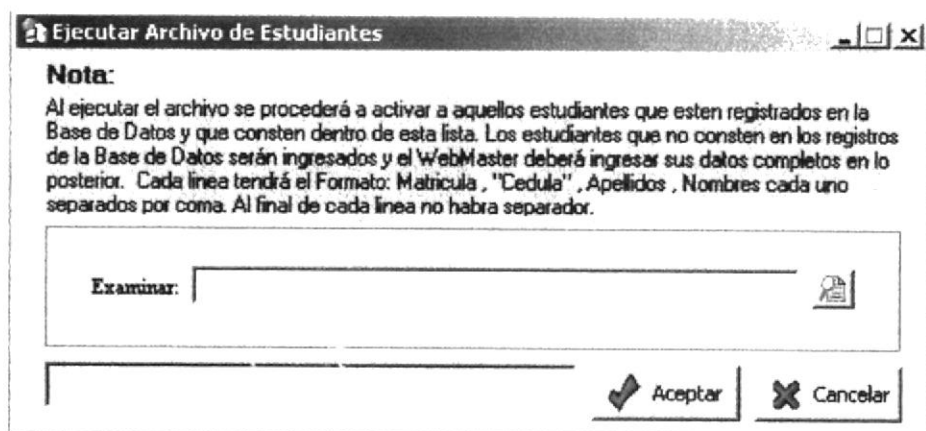 Ejecutar Archivo de Estudiantes
Nota:
Al ejecutar el archivo se procederá a activar a aquellos estudiantes que esten registrados en la
Base de Datos y que consten dentro de esta lista. Los estudiantes que no consten en los registros
de la Base de Datos serán ingresados y el WebMaster deberá ingresar sus datos completos en lo
posterior. Cada linea tendrá el Formato: Matricula , "Cedula" , Apellidos , Nombres cada uno
separados por coma. Al final de cada linea no habra separador.
Examinar:
Aceptar
Cancelar